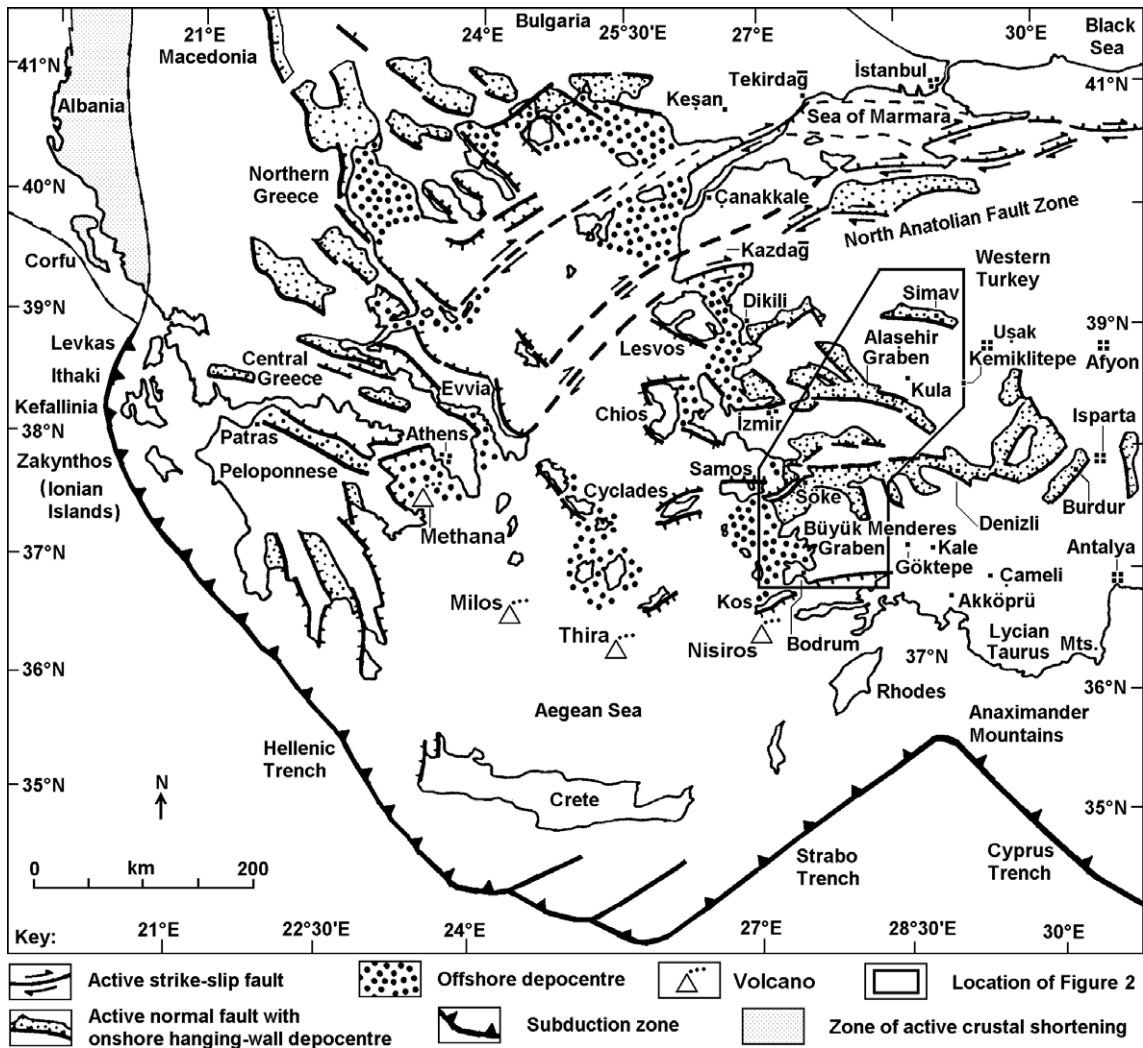 21°E
24°E
Bulgaria
25°30'E
27°E
30°E
Black
Sea
41°N
Macedonia
Albania
Tekirdağ
İstanbul
41°N
Keşan
Sea of Marmara
Northern
Greece
40°N
Çanakkale
40°N
North Anatolian Fault Zone
Corfu
Kazdağ
Western
Turkey
39°N
Dikili
Simav
39°N
Levkas
Lesvos
Alaşehir
Graben
Uşak
Kemiklitepe
Afyon
Ithaki
Central
Greece
Evvia
Kula
Kefallinia
Chios
İzmir
Isparta
38°N
Patras
Athens
Zakynthos
Peloponnese
Samos
(Ionian
Islands)
Cyclades
Söke
Burdur
Methana
Büyük Menderes
Graben
Denizli
37°N
Kale
Göktepe
Antalya
Çameli
Milos
Kos
Akköprü
Thira
Nisiros
Bodrum
Lycian
Taurus
Mts.
37°N
36°N
Rhodes
36°N
Aegean Sea
Anaximander
Mountains
Hellenic
Trench
35°N
N
Crete
35°N
0
km
200
Strabo
Trench
Cyprus
Trench
Key:
21°E
22°30'E
24°E
27°E
28°30'E
30°E
Active strike-slip fault
Offshore depocentre
Volcano
Location of Figure 2
Active normal fault with
onshore hanging-wall depocentre
Subduction zone
Zone of active crustal shortening